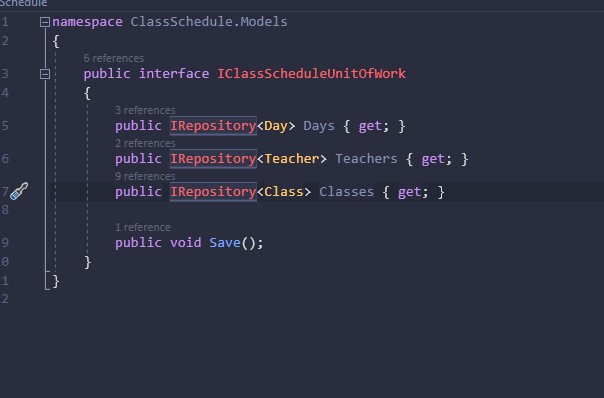 Schedule
1 namespace ClassSchedule.Models
2 {
6 references
3 public interface IClassScheduleUnitOfWork
4 {
3 references
5 public IRepository<Day> Days { get; }
2 references
6 public IRepository<Teacher> Teachers { get; }
9 references
7 public IRepository<Class> Classes { get; }
8
1 reference
9 public void Save();
0 }
1 }
2